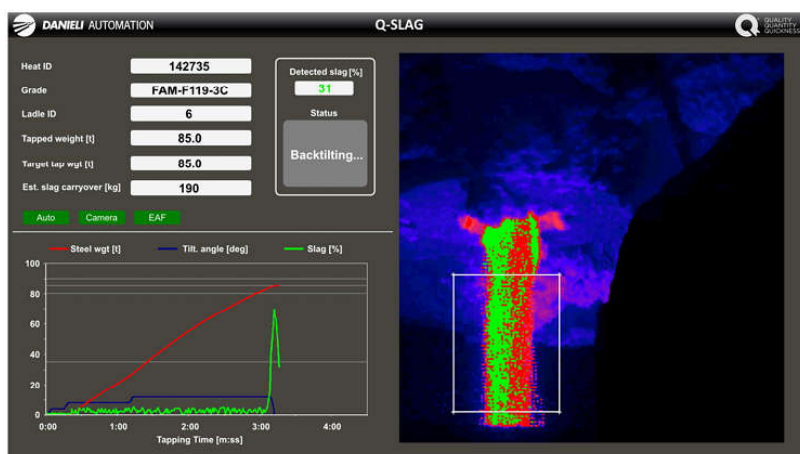 DANIELI AUTOMATION
Q-SLAG
QUALITY
QUANTITY
QUICKNESS
Heat ID 142735
Grade FAM-F119-3C
Ladle ID 6
Tapped weight [t] 85.0
Target tap wgt [t] 85.0
Est. slag carryover [kg] 190
Detected slag [%]
31
Status
Backtilting...
Auto Camera EAF
Steel wgt [t] Tilt. angle [deg] Slag [%]
100
80
60
40
20
0
0:00 1:00 2:00 3:00 4:00
Tapping Time [m:ss]